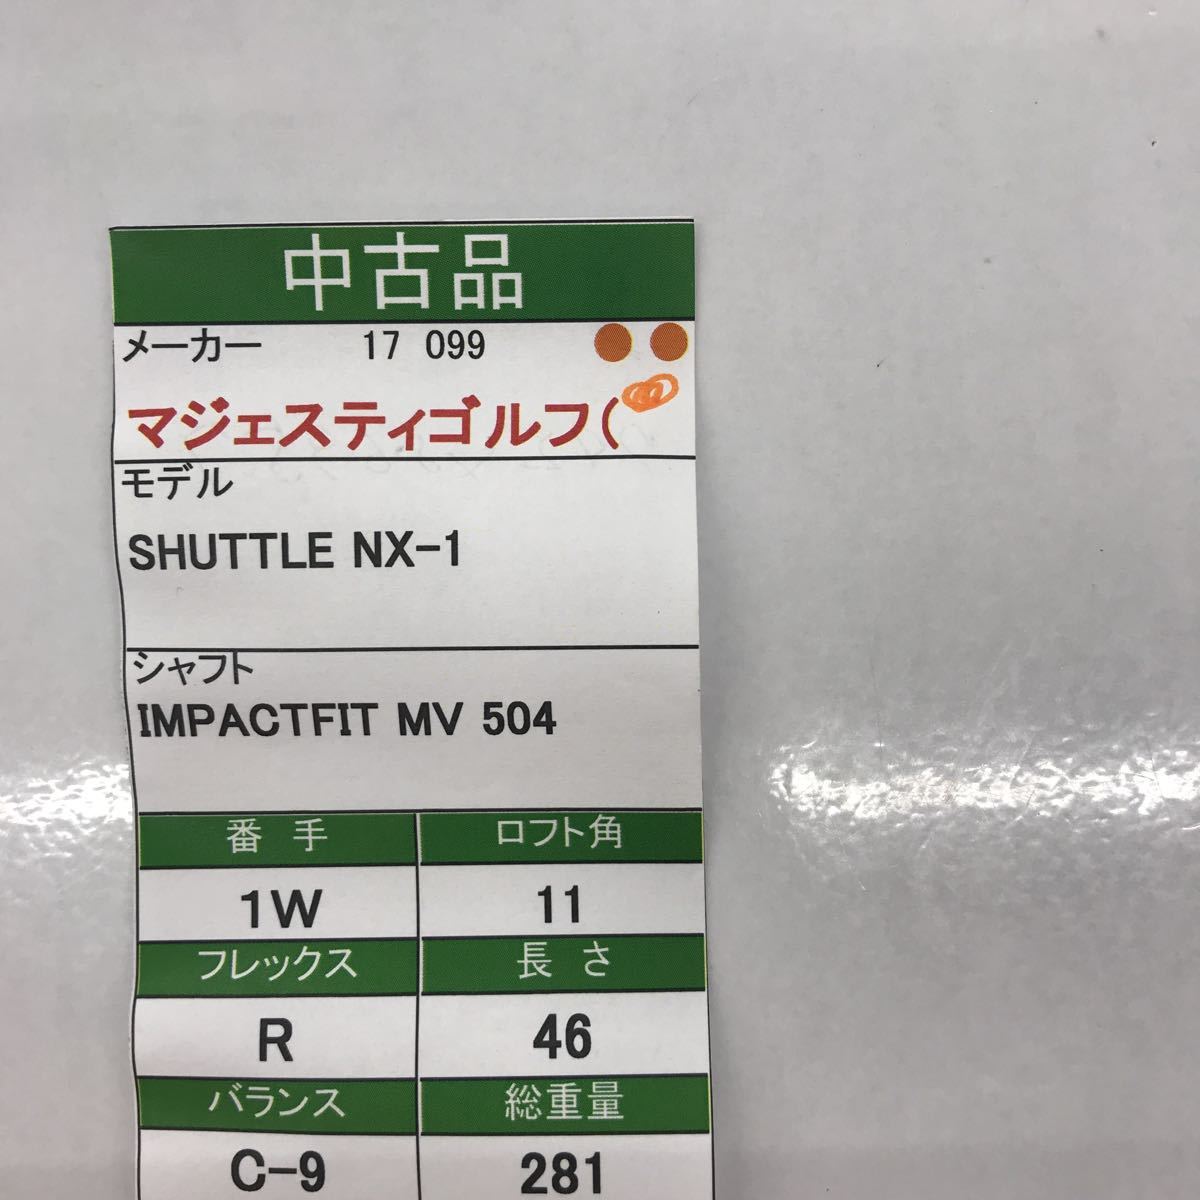 中古品
メーカー 17 099
マジェスティゴルフ(
モデル
SHUTTLE NX-1
シャフト
IMPACTFIT MV 504
番手 ロフト角
1W 11
フレックス 長さ
R 46
バランス 総重量
C-9 281